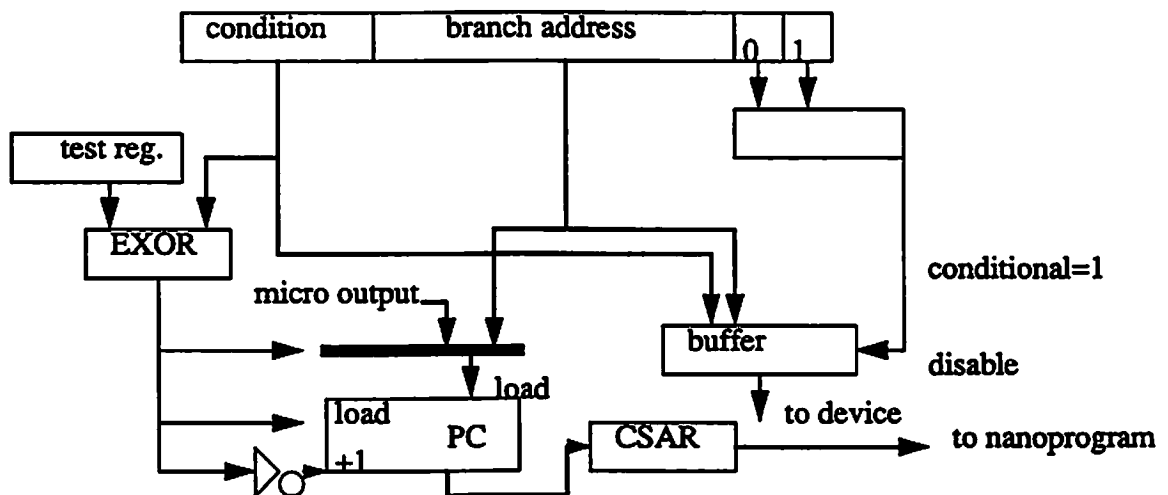 condition branch address 0 1
test reg.
EXOR
conditional=1
micro output
buffer
disable
load
load
to device
PC
CSAR
to nanoprogram
+1